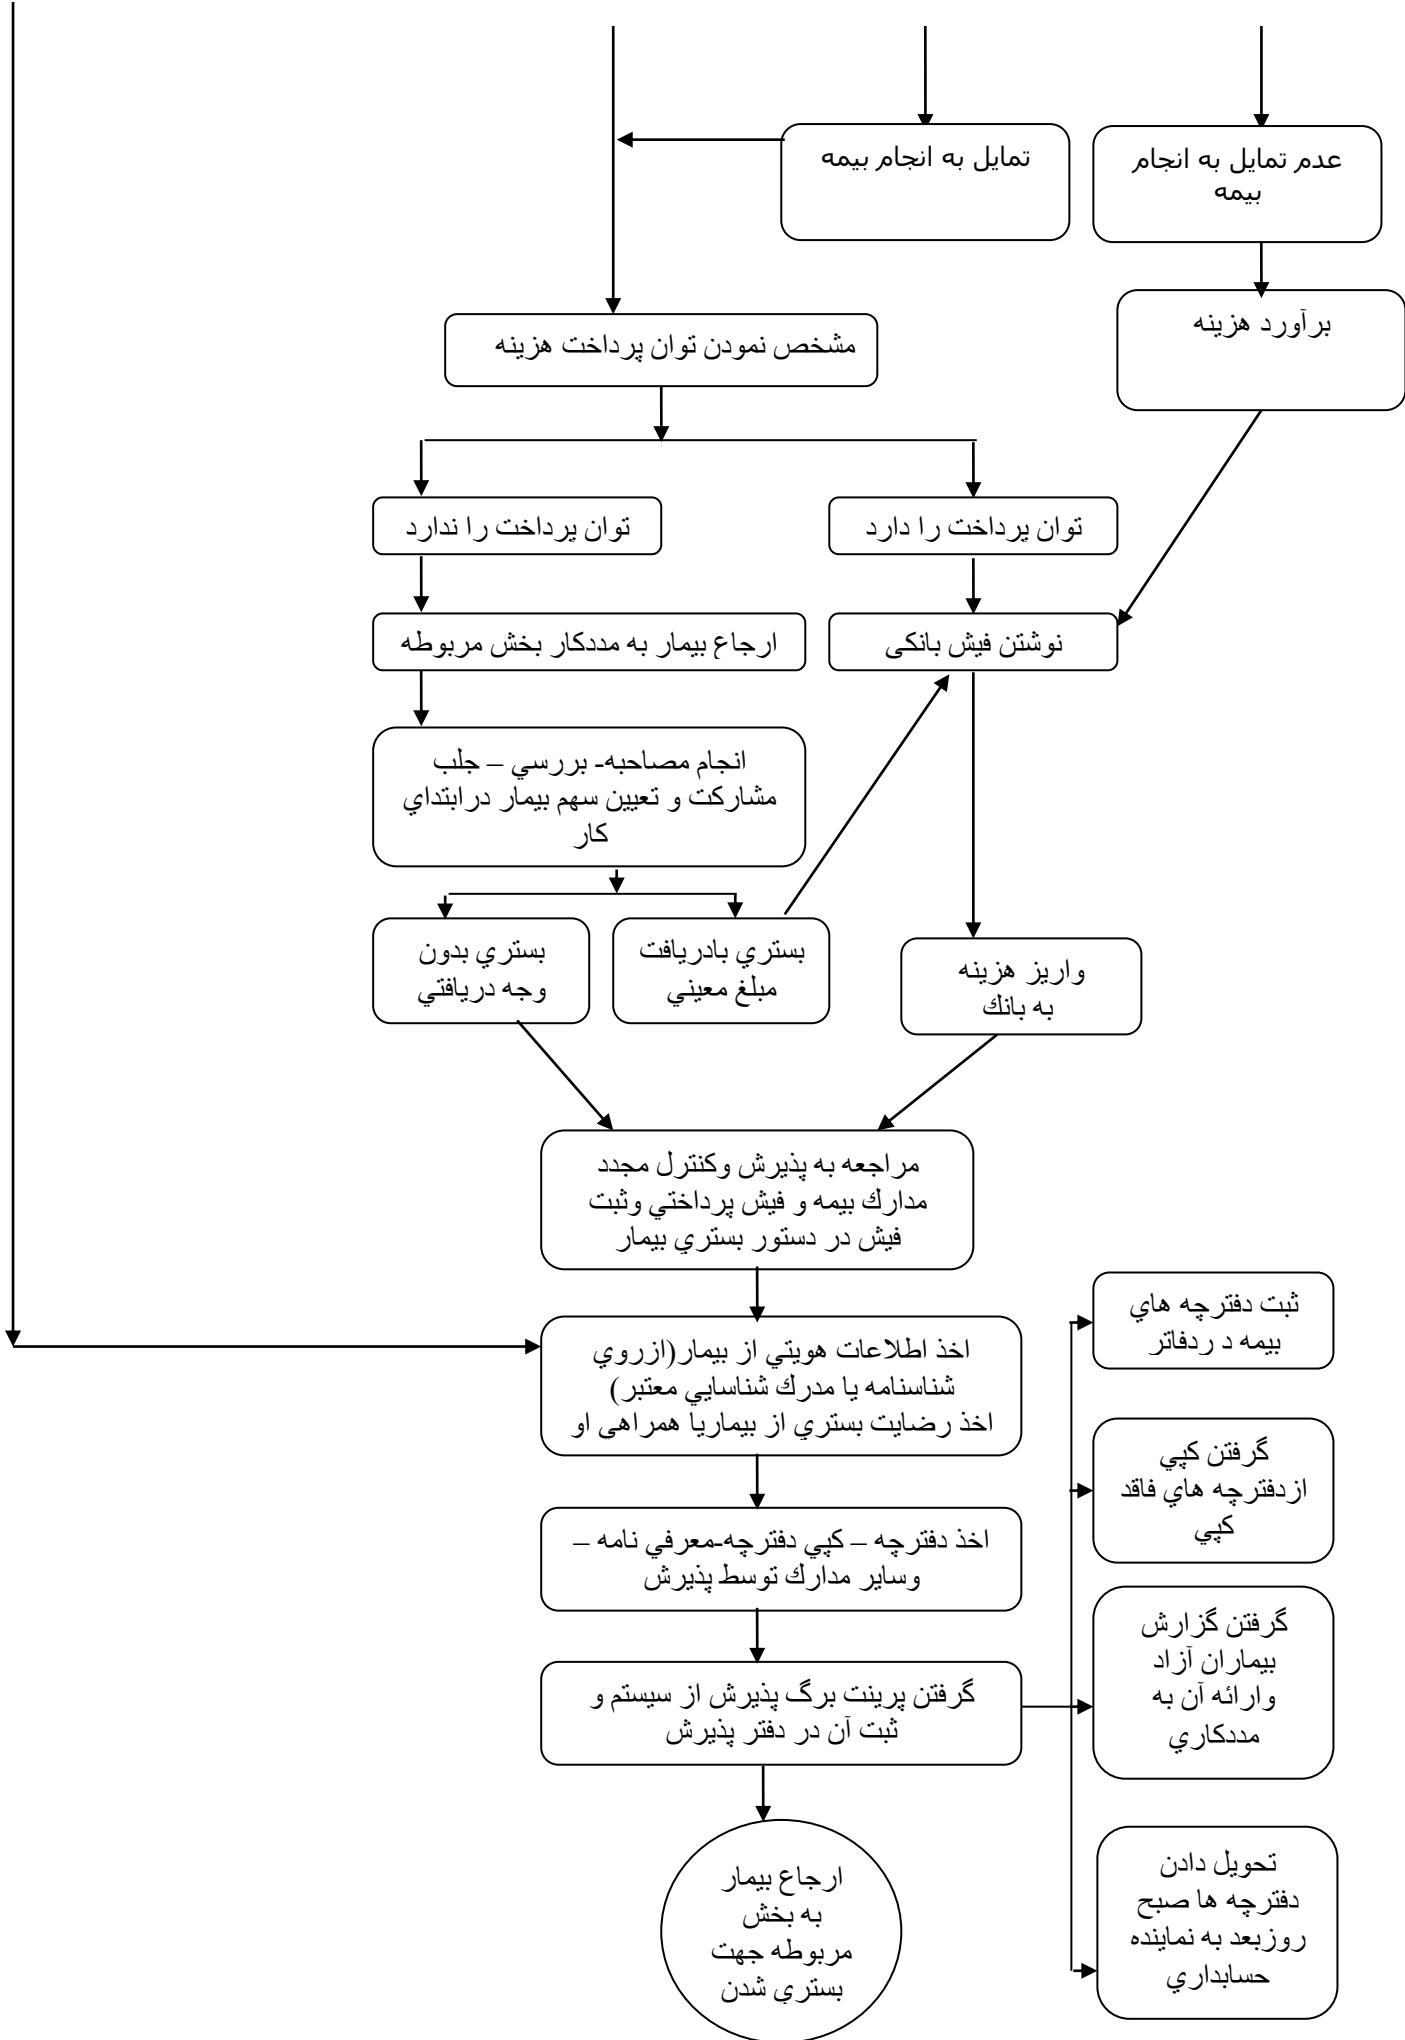 عدم تمایل به انجام
بیمه
تمایل به انجام بیمه
برآورد هزینه
مشخص نمودن توان پرداخت هزینه
توان پرداخت را دارد
توان پرداخت را ندارد
نوشتن فیش بانکی
ارجاع بیمار به مددکار بخش مربوطه
انجام مصاحبه- بررسي – جلب
مشاركت و تعيين سهم بيمار درابتداي
كار
بستري بادريافت
مبلغ معيني
بستري بدون
وجه دريافتي
واريز هزينه
به بانك
مراجعه به پذيرش وكنترل مجدد
مدارك بيمه و فيش پرداختي وثبت
فيش در دستور بستري بيمار
اخذ اطلاعات هويتي از بيمار(ازروي
شناسنامه يا مدرك شناسايي معتبر)
اخذ رضايت بستري از بيماريا همراهی او
اخذ دفترچه – كپي دفترچه-معرفي نامه –
وساير مدارك توسط پذيرش
گرفتن پرينت برگ پذيرش از سيستم و
ثبت آن در دفتر پذيرش
ثبت دفترچه هاي
بيمه د ردفاتر
گرفتن كپي
ازدفترچه هاي فاقد
كپي
گرفتن گزارش
بيماران آزاد
وارائه آن به
مددكاري
تحويل دادن
دفترچه ها صبح
روزبعد به نماينده
حسابداري
ارجاع بيمار
به بخش
مربوطه جهت
بستري شدن